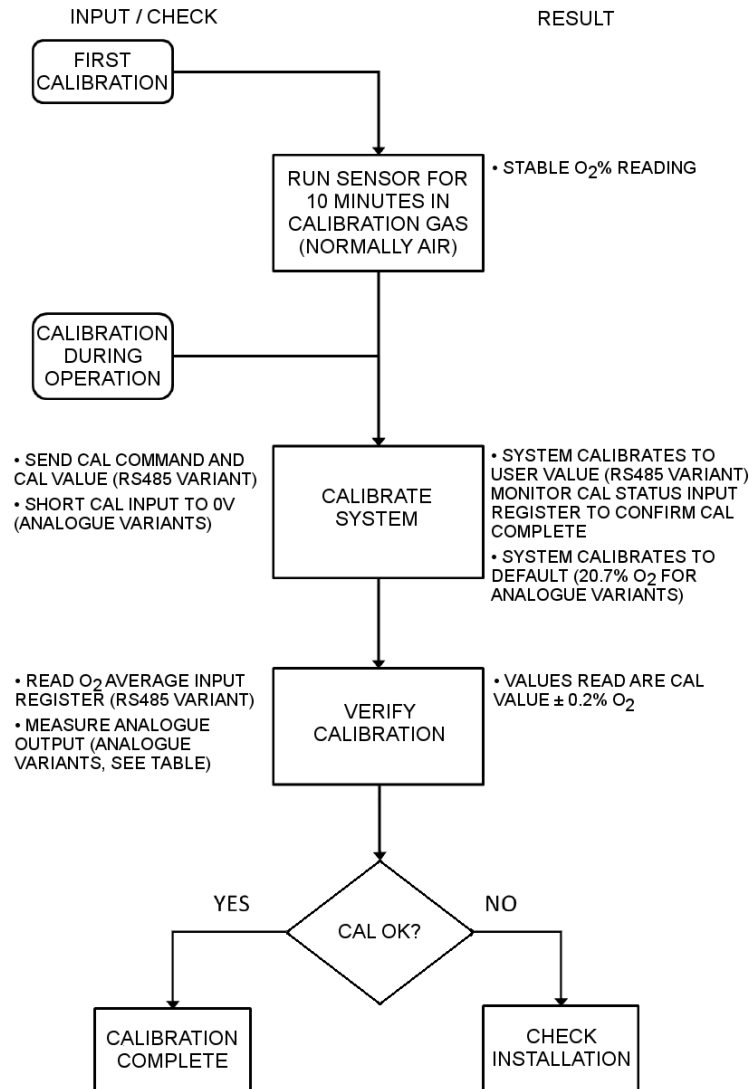 INPUT / CHECK
RESULT
FIRST
CALIBRATION
RUN SENSOR FOR
10 MINUTES IN
CALIBRATION GAS
(NORMALLY AIR)
• STABLE O2% READING
CALIBRATION
DURING
OPERATION
• SEND CAL COMMAND AND
CAL VALUE (RS485 VARIANT)
• SHORT CAL INPUT TO 0V
(ANALOGUE VARIANTS)
CALIBRATE
SYSTEM
• SYSTEM CALIBRATES TO
USER VALUE (RS485 VARIANT)
MONITOR CAL STATUS INPUT
REGISTER TO CONFIRM CAL
COMPLETE
• SYSTEM CALIBRATES TO
DEFAULT (20.7% O2 FOR
ANALOGUE VARIANTS)
• READ O2 AVERAGE INPUT
REGISTER (RS485 VARIANT)
• MEASURE ANALOGUE
OUTPUT (ANALOGUE
VARIANTS, SEE TABLE)
VERIFY
CALIBRATION
• VALUES READ ARE CAL
VALUE ± 0.2% O2
YES
CAL OK?
NO
CALIBRATION
COMPLETE
CHECK
INSTALLATION